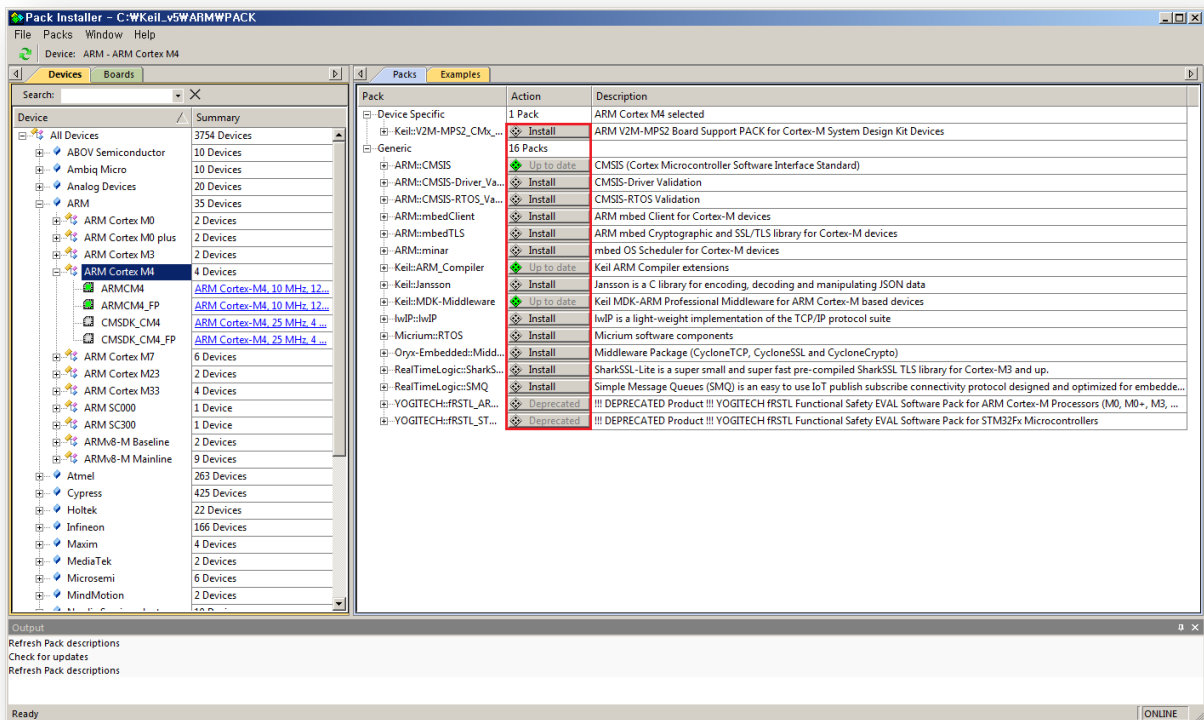 Pack Installer - C:₩Keil_v5₩ARM₩PACK
File Packs Window Help
Device: ARM - ARM Cortex M4
Devices Boards
Search:
Device Summary
All Devices 3754 Devices
ABOV Semiconductor 10 Devices
Ambiq Micro 10 Devices
Analog Devices 20 Devices
ARM 35 Devices
ARM Cortex M0 2 Devices
ARM Cortex M0 plus 2 Devices
ARM Cortex M3 2 Devices
ARM Cortex M4 4 Devices
ARMCM4 ARM Cortex-M4, 10 MHz, 12...
ARMCM4_FP ARM Cortex-M4, 10 MHz, 12...
CMSDK_CM4 ARM Cortex-M4, 25 MHz, 4 ...
CMSDK_CM4_FP ARM Cortex-M4, 25 MHz, 4 ...
ARM Cortex M7 6 Devices
ARM Cortex M23 2 Devices
ARM Cortex M33 4 Devices
ARM SC000 1 Device
ARM SC300 1 Device
ARMv8-M Baseline 2 Devices
ARMv8-M Mainline 9 Devices
Atmel 263 Devices
Cypress 425 Devices
Holtek 22 Devices
Infineon 166 Devices
Maxim 4 Devices
MediaTek 2 Devices
Microsemi 6 Devices
MindMotion 2 Devices
Packs Examples
Pack Action Description
Device Specific 1 Pack ARM Cortex M4 selected
Keil::V2M-MPS2_CMx_... Install ARM V2M-MPS2 Board Support PACK for Cortex-M System Design Kit Devices
Generic 16 Packs
ARM::CMSIS Up to date CMSIS (Cortex Microcontroller Software Interface Standard)
ARM::CMSIS-Driver_Va... Install CMSIS-Driver Validation
ARM::CMSIS-RTOS_Va... Install CMSIS-RTOS Validation
ARM::mbedClient Install ARM mbed Client for Cortex-M devices
ARM::mbedTLS Install ARM mbed Cryptographic and SSL/TLS library for Cortex-M devices
ARM::minar Install mbed OS Scheduler for Cortex-M devices
Keil::ARM_Compiler Up to date Keil ARM Compiler extensions
Keil::Jansson Install Jansson is a C library for encoding, decoding and manipulating JSON data
Keil::MDK-Middleware Up to date Keil MDK-ARM Professional Middleware for ARM Cortex-M based devices
lwIP::lwIP Install lwIP is a light-weight implementation of the TCP/IP protocol suite
Micrium::RTOS Install Micrium software components
Oryx-Embedded::Midd... Install Middleware Package (CycloneTCP, CycloneSSL and CycloneCrypto)
RealTimeLogic::SharkS... Install SharkSSL-Lite is a super small and super fast pre-compiled SharkSSL TLS library for Cortex-M3 and up.
RealTimeLogic::SMQ Install Simple Message Queues (SMQ) is an easy to use IoT publish subscribe connectivity protocol designed and optimized for embedde...
YOGITECH::fRSTL_AR... Deprecated !!! DEPRECATED Product !!! YOGITECH fRSTL Functional Safety EVAL Software Pack for ARM Cortex-M Processors (M0, M0+, M3, ...
YOGITECH::fRSTL_ST... Deprecated !!! DEPRECATED Product !!! YOGITECH fRSTL Functional Safety EVAL Software Pack for STM32Fx Microcontrollers
Output
Refresh Pack descriptions
Check for updates
Refresh Pack descriptions
Ready ONLINE